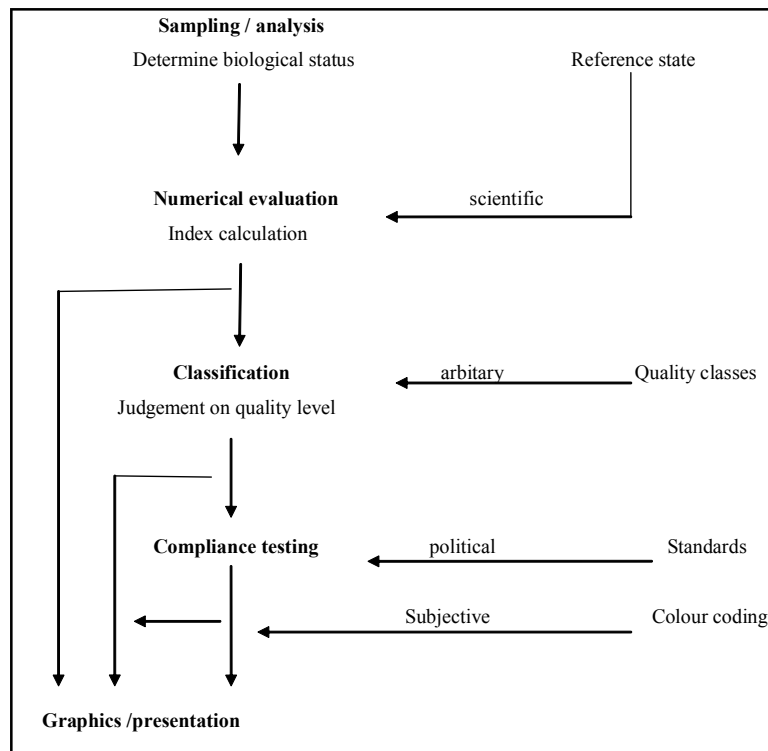 Sampling / analysis
Determine biological status
Reference state
Numerical evaluation
scientific
Index calculation
Classification
arbitary
Quality classes
Judgement on quality level
Compliance testing
political
Standards
Subjective
Colour coding
Graphics /presentation